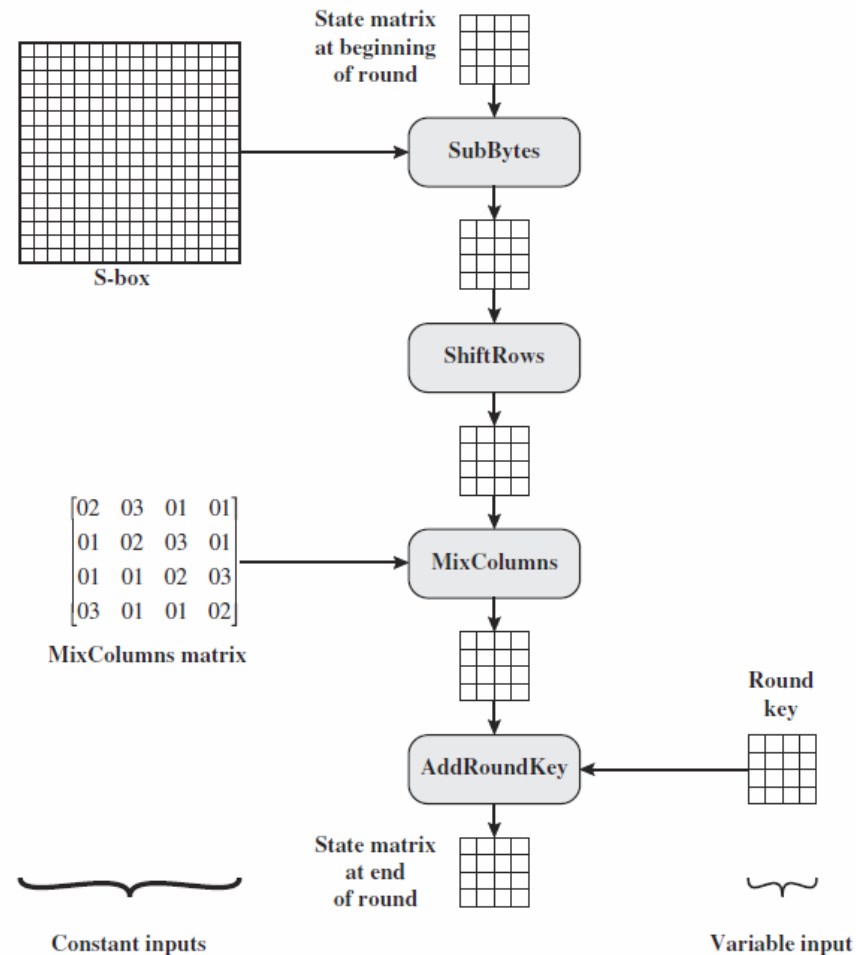 State matrix
at beginning
of round
SubBytes
S-box
ShiftRows
02 03 01 01
01 02 03 01
01 01 02 03
03 01 01 02
MixColumns
MixColumns matrix
Round
key
AddRoundKey
State matrix
at end
of round
Constant inputs
Variable input